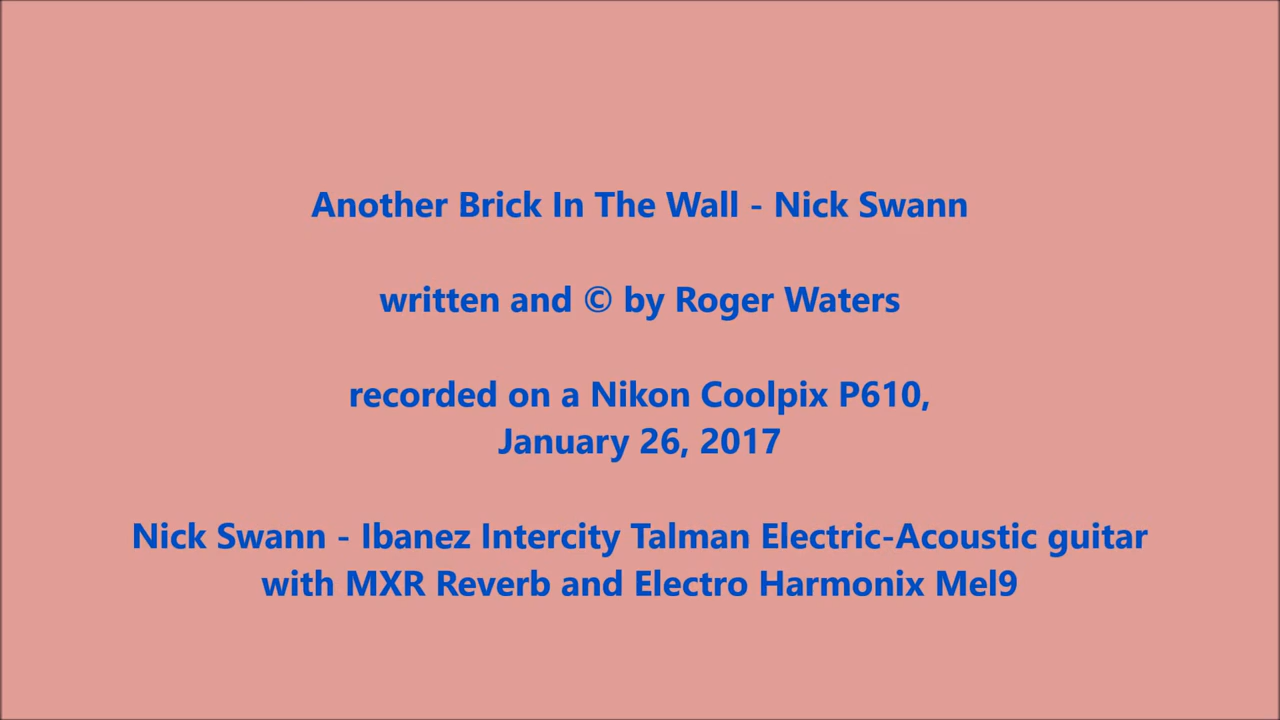 Another Brick In The Wall - Nick Swann
written and © by Roger Waters
recorded on a Nikon Coolpix P610,
January 26, 2017
Nick Swann - Ibanez Intercity Talman Electric-Acoustic guitar
with MXR Reverb and Electro Harmonix Mel9